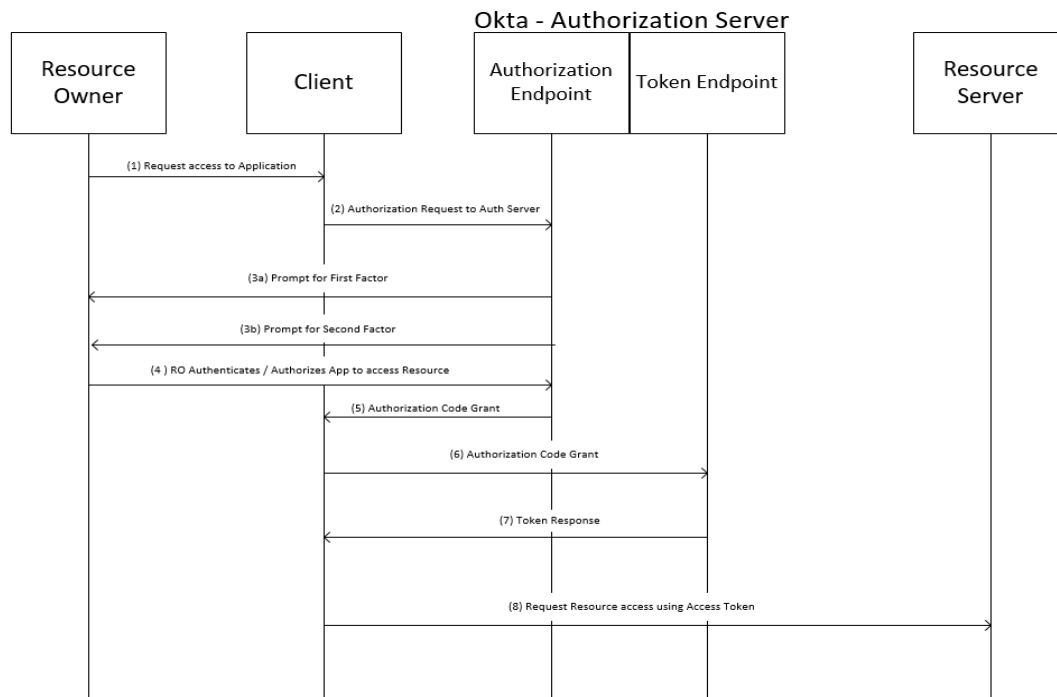 Okta - Authorization Server
Resource
Owner
Client
Authorization
Endpoint
Token Endpoint
Resource
Server
(1) Request access to Application
(2) Authorization Request to Auth Server
(3a) Prompt for First Factor
(3b) Prompt for Second Factor
(4 ) RO Authenticates / Authorizes App to access Resource
(5) Authorization Code Grant
(6) Authorization Code Grant
(7) Token Response
(8) Request Resource access using Access Token